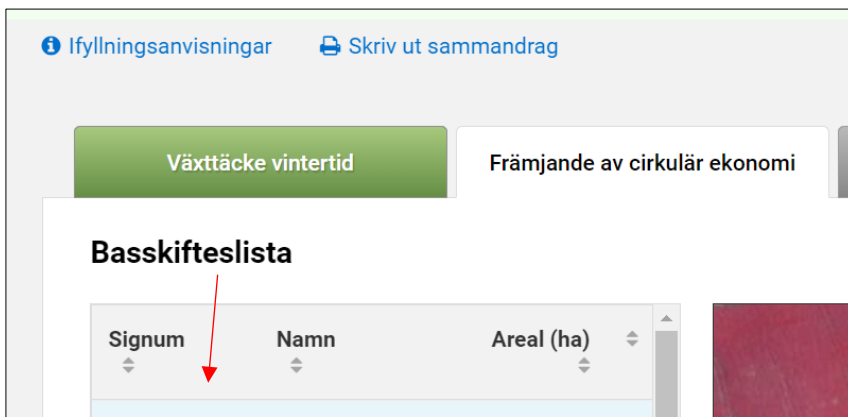 Ifyllningsanvisningar Skriv ut sammandrag
Växttäcke vintertid Främjande av cirkulär ekonomi
Basskifteslista
Signum Namn Areal (ha)